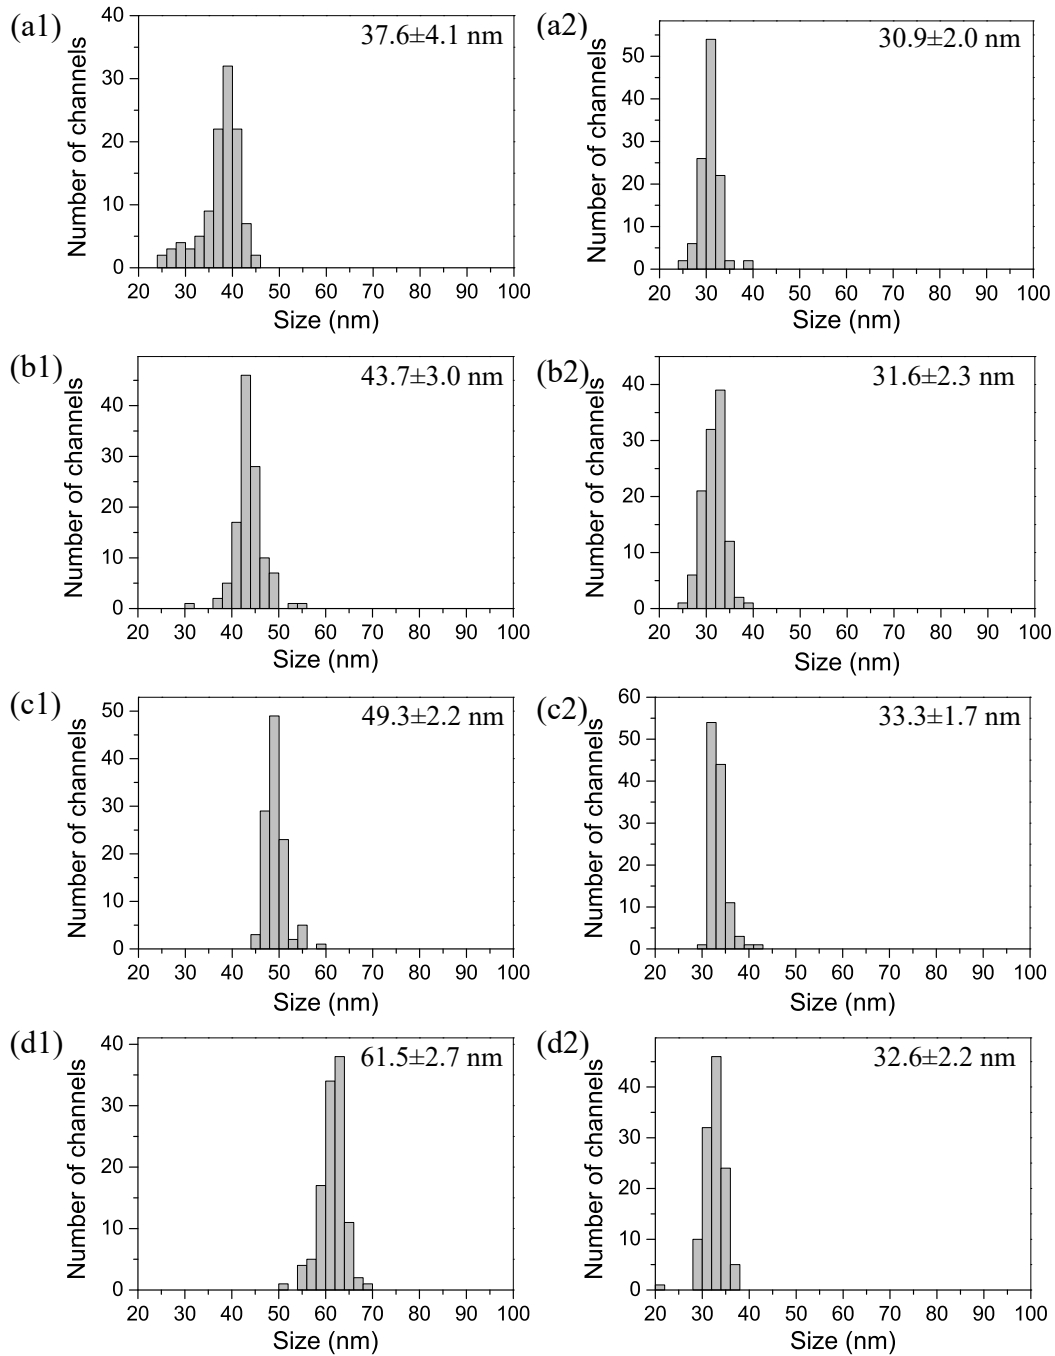 (a1)
37.6±4.1 nm
Number of channels
40
30
20
10
0
20 30 40 50 60 70 80 90 100
Size (nm)
(a2)
30.9±2.0 nm
Number of channels
50
40
30
20
10
0
20 30 40 50 60 70 80 90 100
Size (nm)
(b1)
43.7±3.0 nm
Number of channels
40
30
20
10
0
20 30 40 50 60 70 80 90 100
Size (nm)
(b2)
31.6±2.3 nm
Number of channels
40
30
20
10
0
20 30 40 50 60 70 80 90 100
Size (nm)
(c1)
49.3±2.2 nm
Number of channels
50
40
30
20
10
0
20 30 40 50 60 70 80 90 100
Size (nm)
(c2)
33.3±1.7 nm
Number of channels
60
50
40
30
20
10
0
20 30 40 50 60 70 80 90 100
Size (nm)
(d1)
61.5±2.7 nm
Number of channels
40
30
20
10
0
20 30 40 50 60 70 80 90 100
Size (nm)
(d2)
32.6±2.2 nm
Number of channels
40
30
20
10
0
20 30 40 50 60 70 80 90 100
Size (nm)